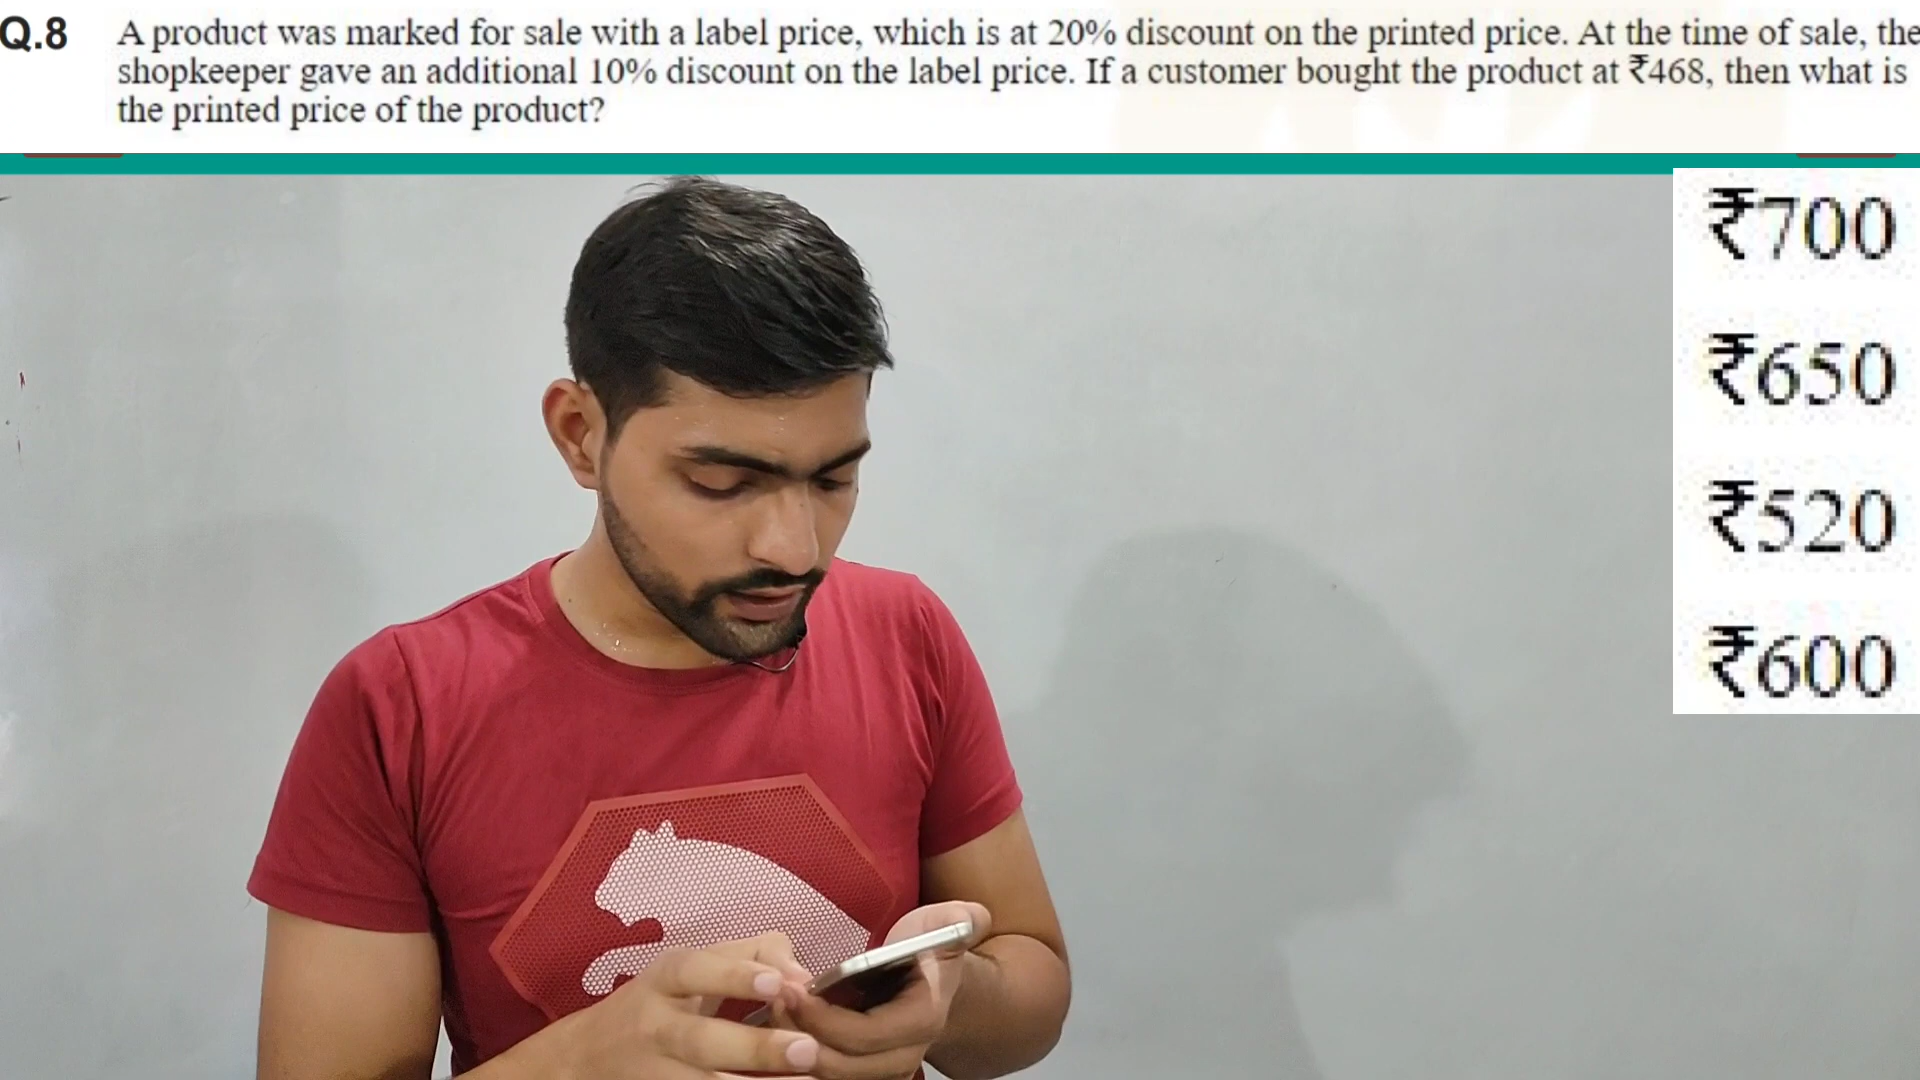 Q.8 A product was marked for sale with a label price, which is at 20% discount on the printed price. At the time of sale, the
shopkeeper gave an additional 10% discount on the label price. If a customer bought the product at ₹468, then what is
the printed price of the product?
₹700
₹650
₹520
₹600